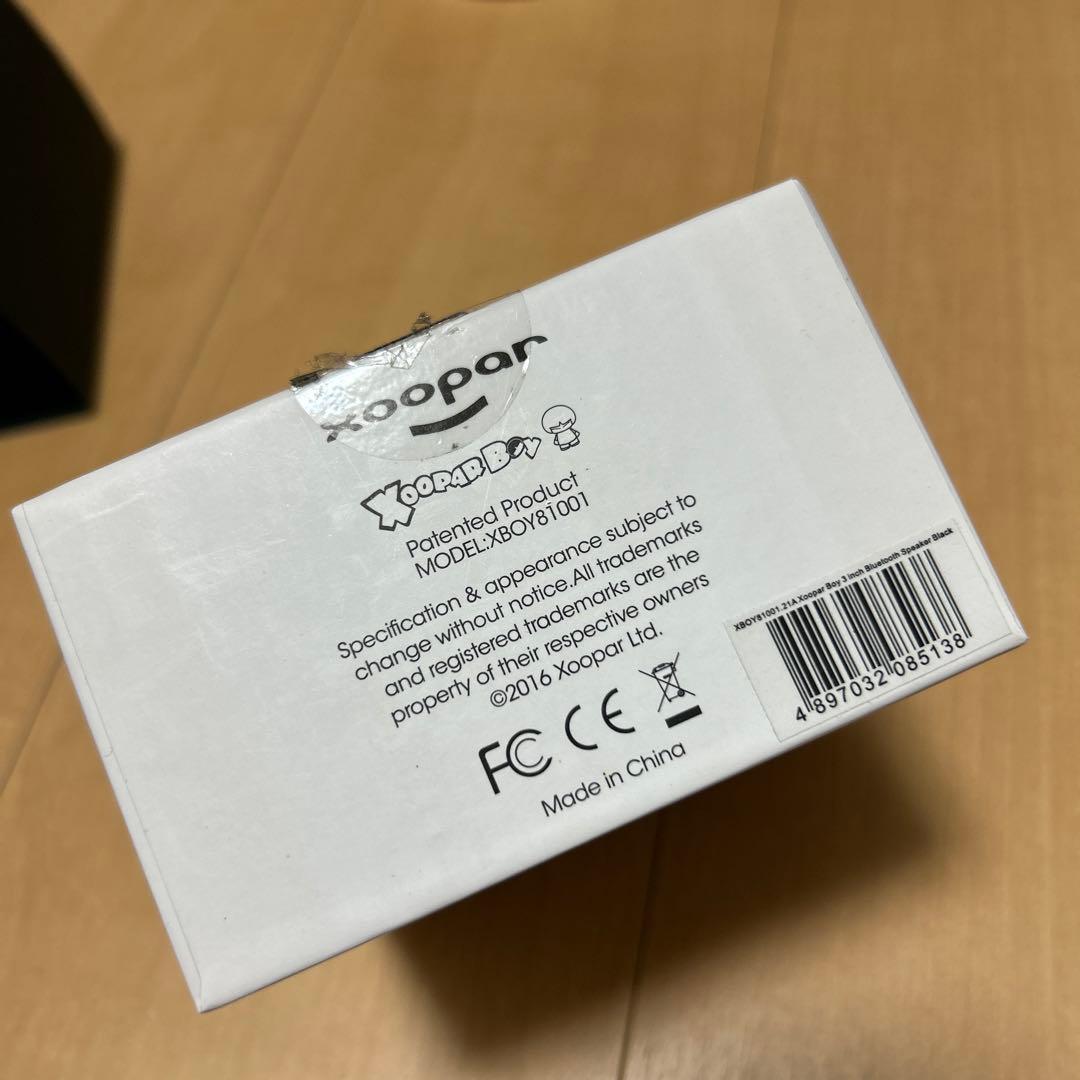 xoopar
XOOPAR BOY
Patented Product
MODEL:XBOY81001
Specification & appearance subject to
change without notice.All trademarks
and registered trademarks are the
property of their respective owners
©2016 Xoopar Ltd.
FC CE
Made in China
XBOY81001.21A Xoopar Boy 3 inch Bluetooth Speaker Black
4 897032 085138